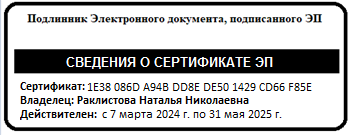 Подлинник Электронного документа, подписанного ЭП
СВЕДЕНИЯ О СЕРТИФИКАТЕ ЭП
Сертификат: 1E38 086D A94B DD8E DE50 1429 CD66 F85E
Владелец: Раклистова Наталья Николаевна
Действителен: с 7 марта 2024 г. по 31 мая 2025 г.